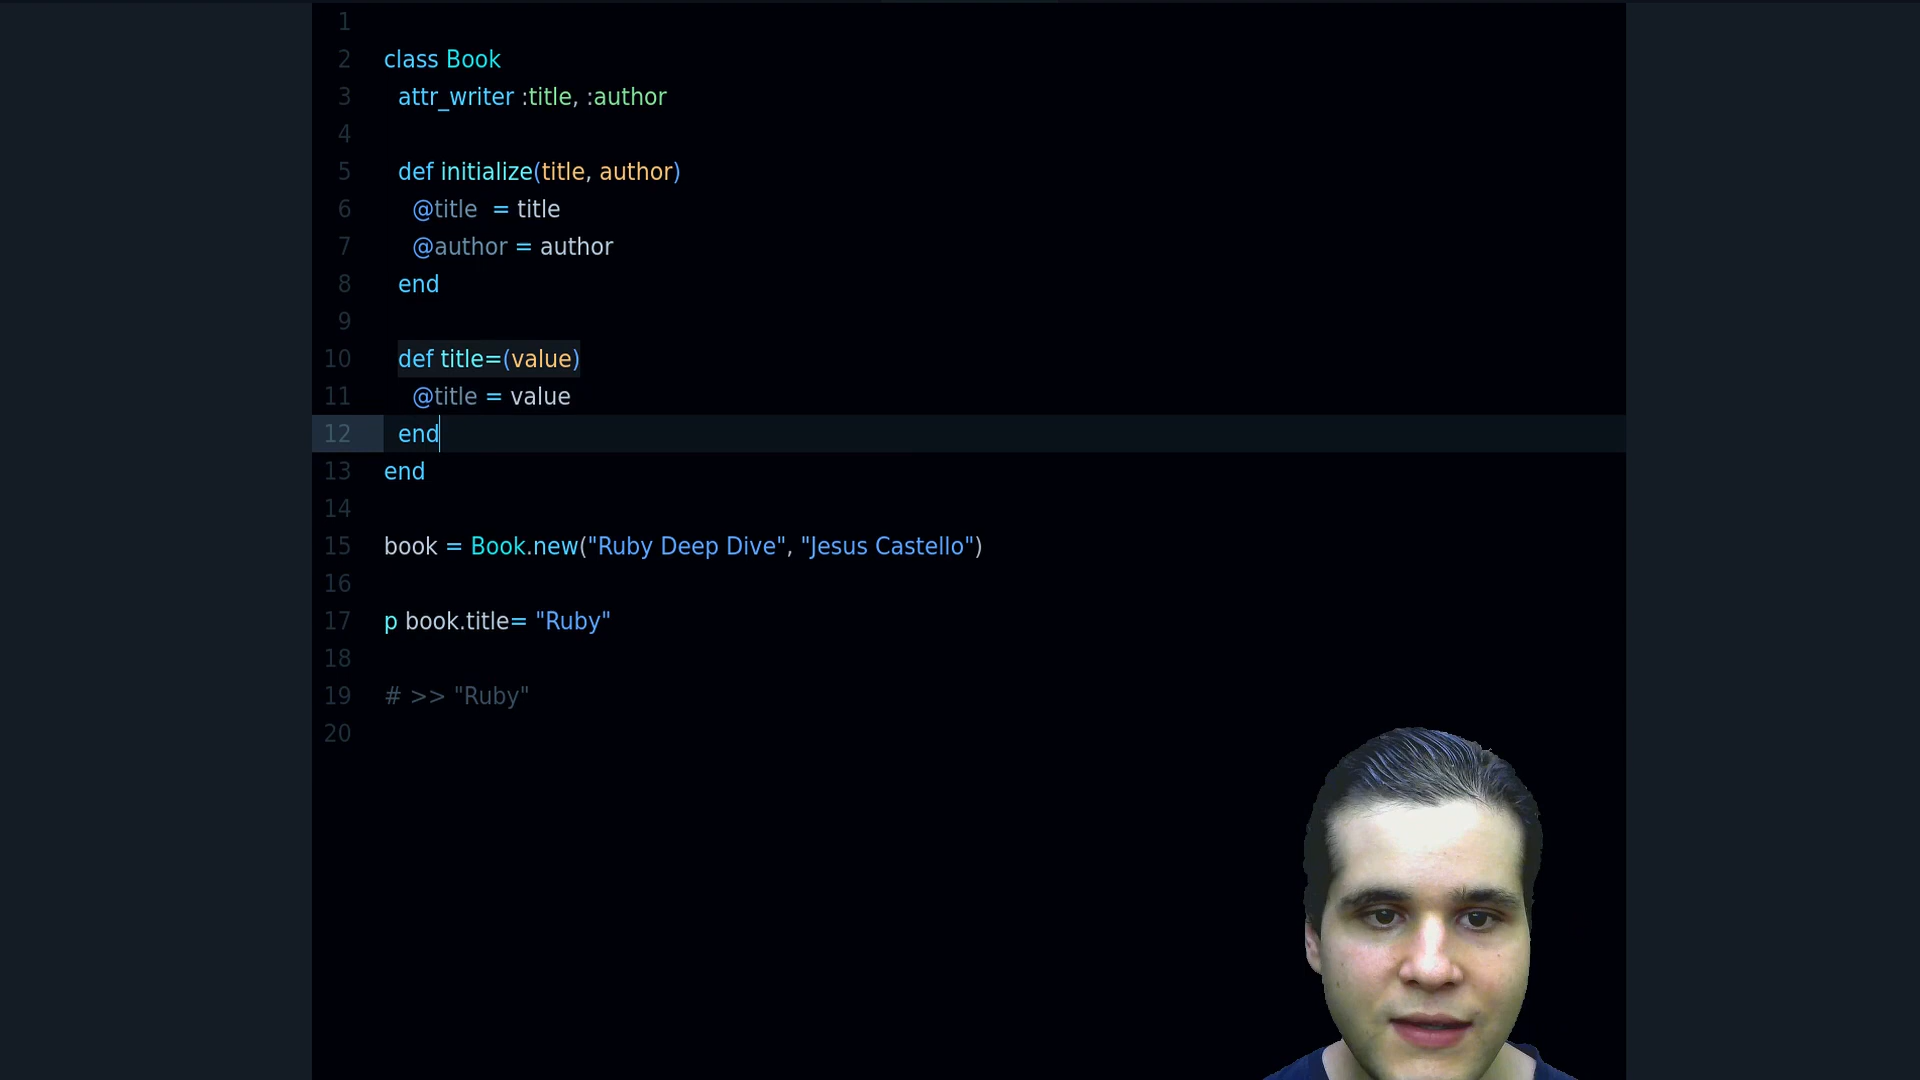 1
2 class Book
3 attr_writer :title, :author
4
5 def initialize(title, author)
6 @title  = title
7 @author = author
8 end
9
10 def title=(value)
11 @title = value
12 end
13 end
14
15 book = Book.new("Ruby Deep Dive", "Jesus Castello")
16
17 p book.title= "Ruby"
18
19 # >> "Ruby"
20